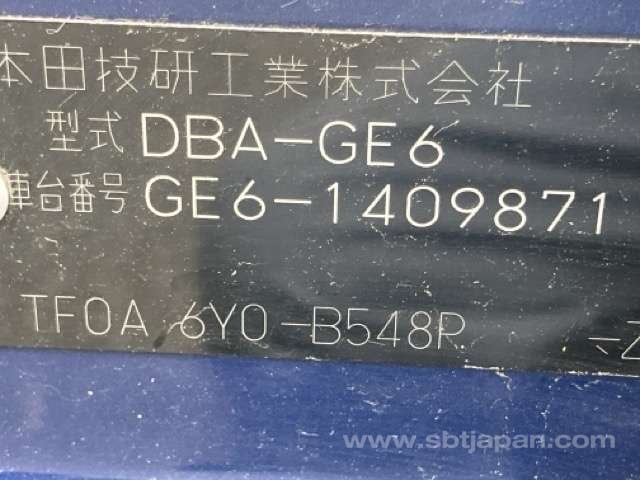 本田技研工業株式会社
型式 DBA-GE6
車台番号 GE6-1409871
TF0A 6Y0-B548P
www.sbtjapan.com